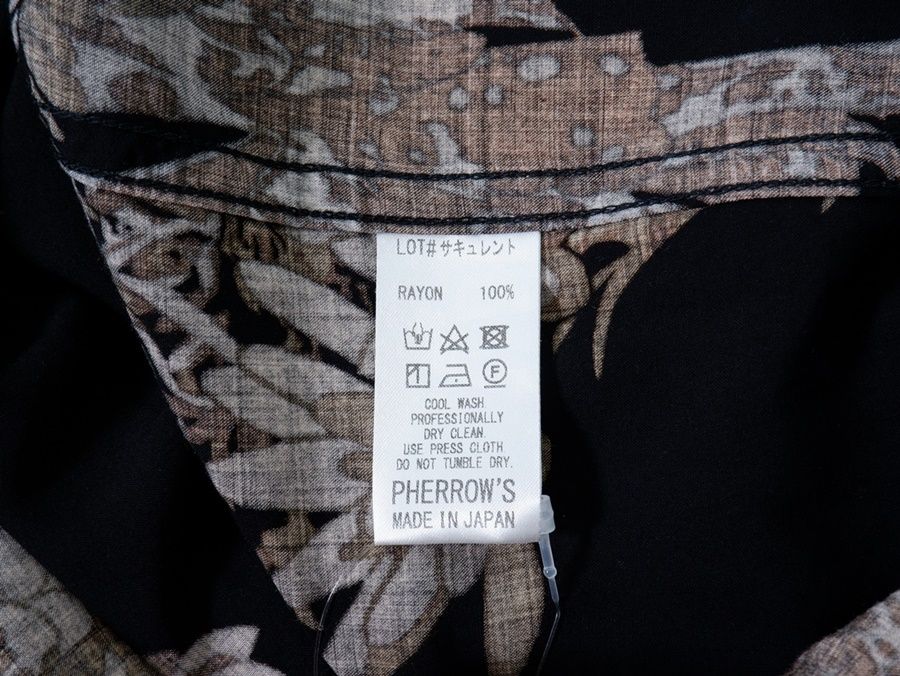 LOT#サキュレント
RAYON 100%
F
COOL WASH
PROFESSIONALLY
DRY CLEAN.
USE PRESS CLOTH
DO NOT TUMBLE DRY.
PHERROW'S
MADE IN JAPAN